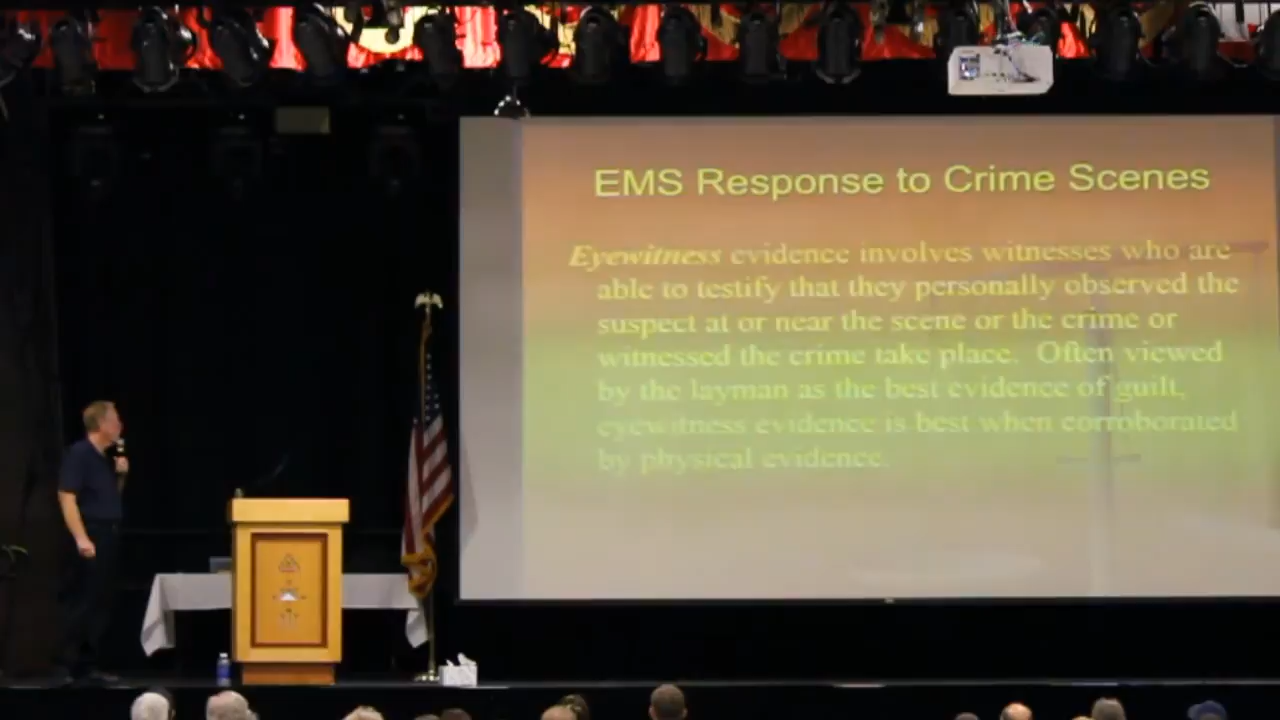 EMS Response to Crime Scenes
Eyewitness evidence involves witnesses who are
able to testify that they personally observed the
suspect at or near the scene or the crime or
witnessed the crime take place. Often viewed
by the layman as the best evidence of guilt,
eyewitness evidence is best when corroborated
by physical evidence.